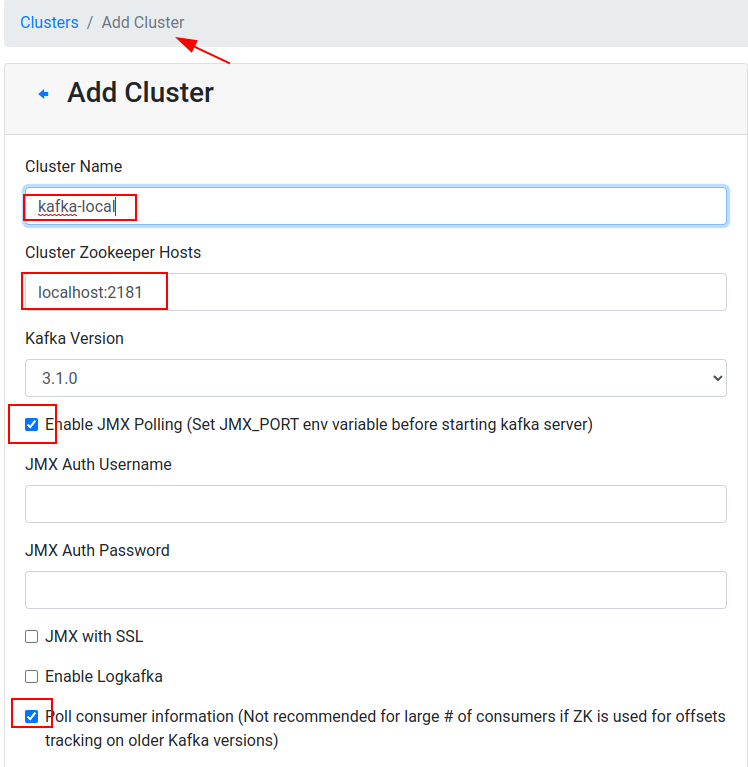 Clusters / Add Cluster
Add Cluster
Cluster Name
kafka-local
Cluster Zookeeper Hosts
localhost:2181
Kafka Version
3.1.0
Enable JMX Polling (Set JMX_PORT env variable before starting kafka server)
JMX Auth Username
JMX Auth Password
JMX with SSL
Enable Logkafka
Poll consumer information (Not recommended for large # of consumers if ZK is used for offsets
tracking on older Kafka versions)